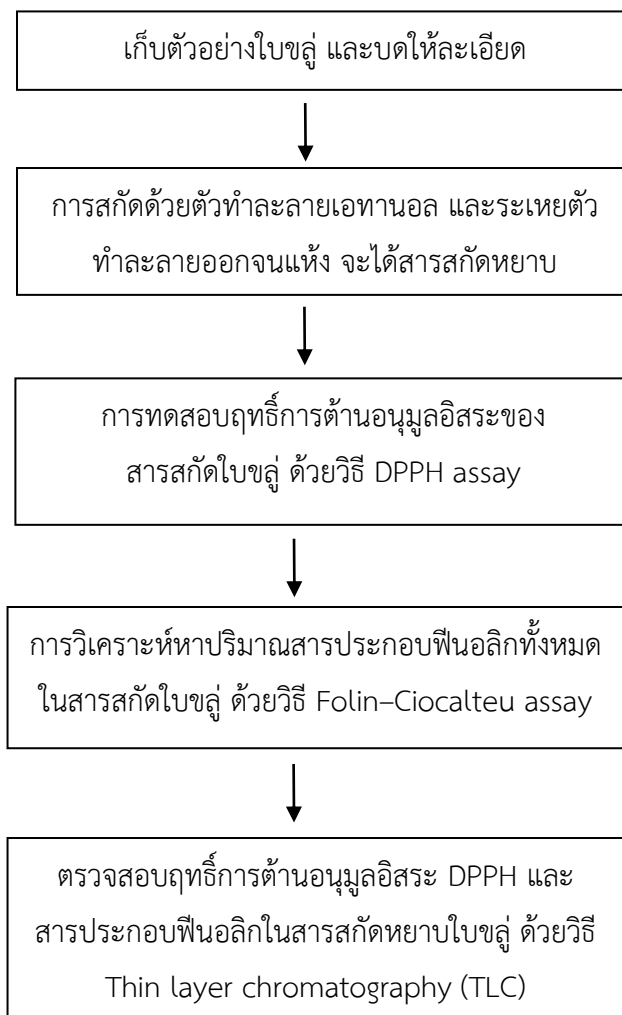 เก็บตัวอย่างใบขลู่ และบดให้ละเอียด
การสกัดด้วยตัวทำละลายเอทานอล และระเหยตัว
ทำละลายออกจนแห้ง จะได้สารสกัดหยาบ
การทดสอบฤทธิ์การต้านอนุมูลอิสระของ
สารสกัดใบขลู่ ด้วยวิธี DPPH assay
การวิเคราะห์หาปริมาณสารประกอบฟีนอลิกทั้งหมด
ในสารสกัดใบขลู่ ด้วยวิธี Folin–Ciocalteu assay
ตรวจสอบฤทธิ์การต้านอนุมูลอิสระ DPPH และ
สารประกอบฟีนอลิกในสารสกัดหยาบใบขลู่ ด้วยวิธี
Thin layer chromatography (TLC)